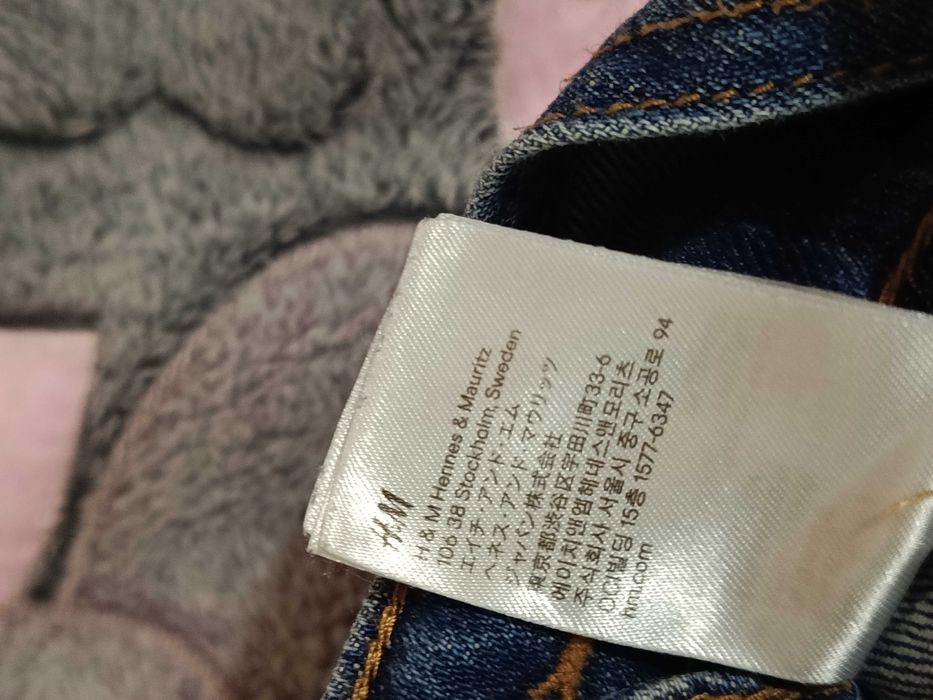 H&M
H & M Hennes & Mauritz
106 38 Stockholm, Sweden
エイチ・アンド・エム
ヘネス・アンド・マウリッツ
ジャパン株式会社
東京都渋谷区宇田川町33-6
에이치앤엠헤네스앤모리츠
주식회사 서울시 중구 소공로 94
OCI빌딩 15층 1577-6347
hm.com